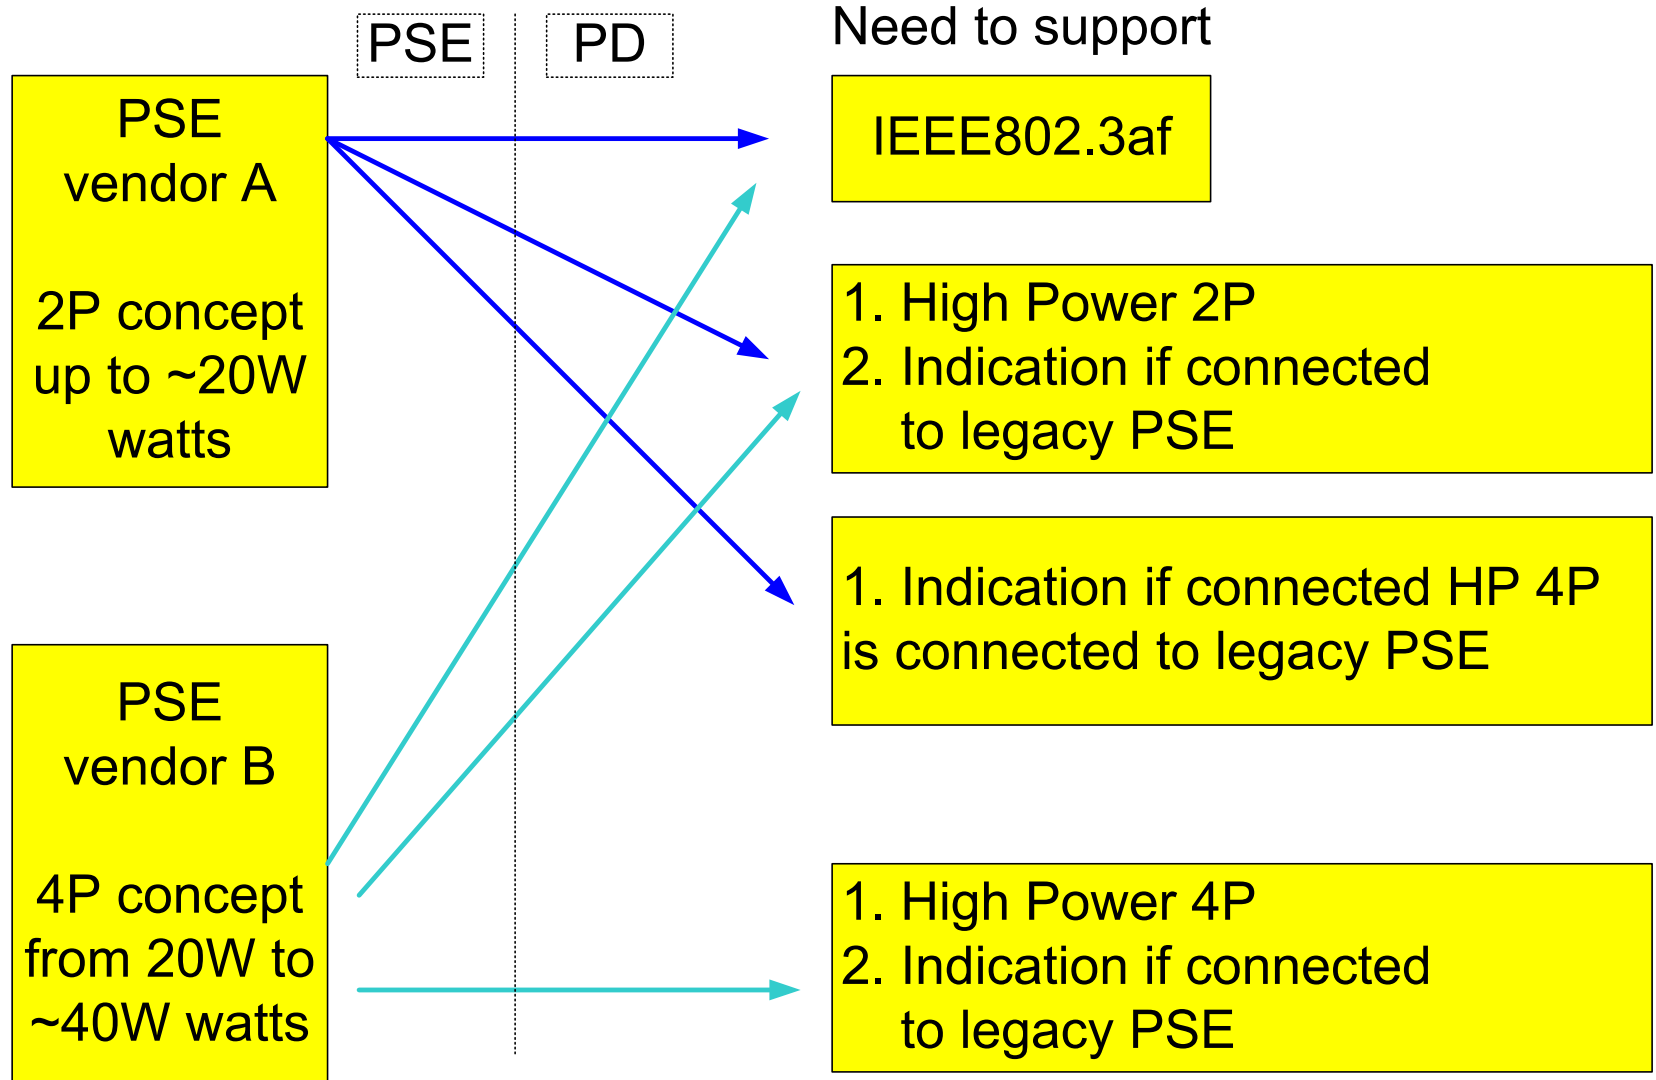 PSE
PD
Need to support
PSE
vendor A
2P concept
up to ~20W
watts
IEEE802.3af
1. High Power 2P
2. Indication if connected
to legacy PSE
1. Indication if connected HP 4P
is connected to legacy PSE
PSE
vendor B
4P concept
from 20W to
~40W watts
1. High Power 4P
2. Indication if connected
to legacy PSE